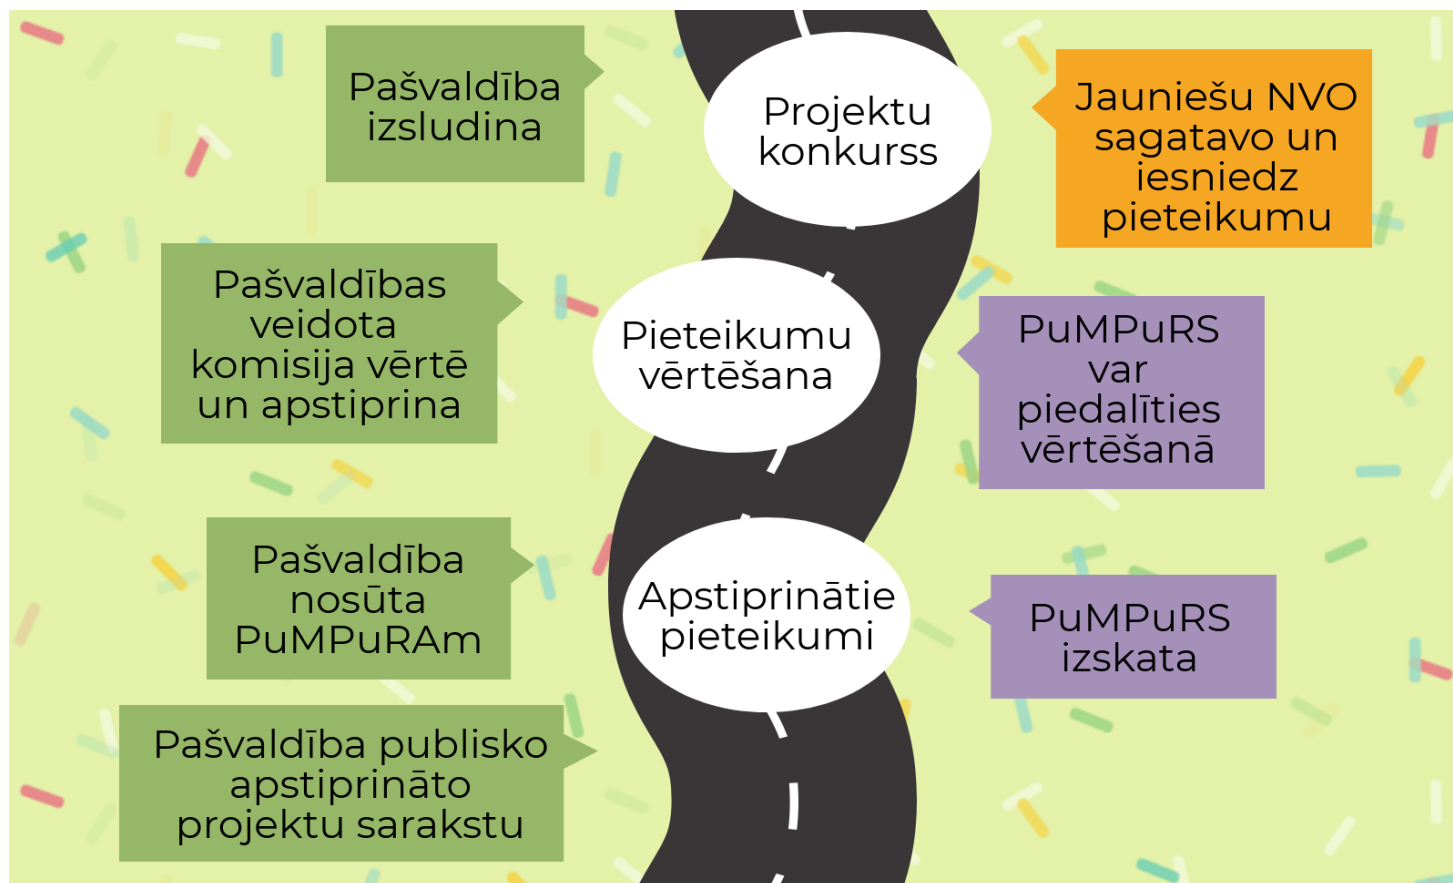 Pašvaldība
izsludina
Projektu
konkurss
Jauniešu NVO
sagatavo un
iesniedz
pieteikumu
Pašvaldības
veidota
komisija vērtē
un apstiprina
Pieteikumu
vērtēšana
PuMPuRS
var
piedalīties
vērtēšanā
Pašvaldība
nosūta
PuMPuRAm
Apstiprinātie
pieteikumi
PuMPuRS
izskata
Pašvaldība publisko
apstiprināto
projektu sarakstu